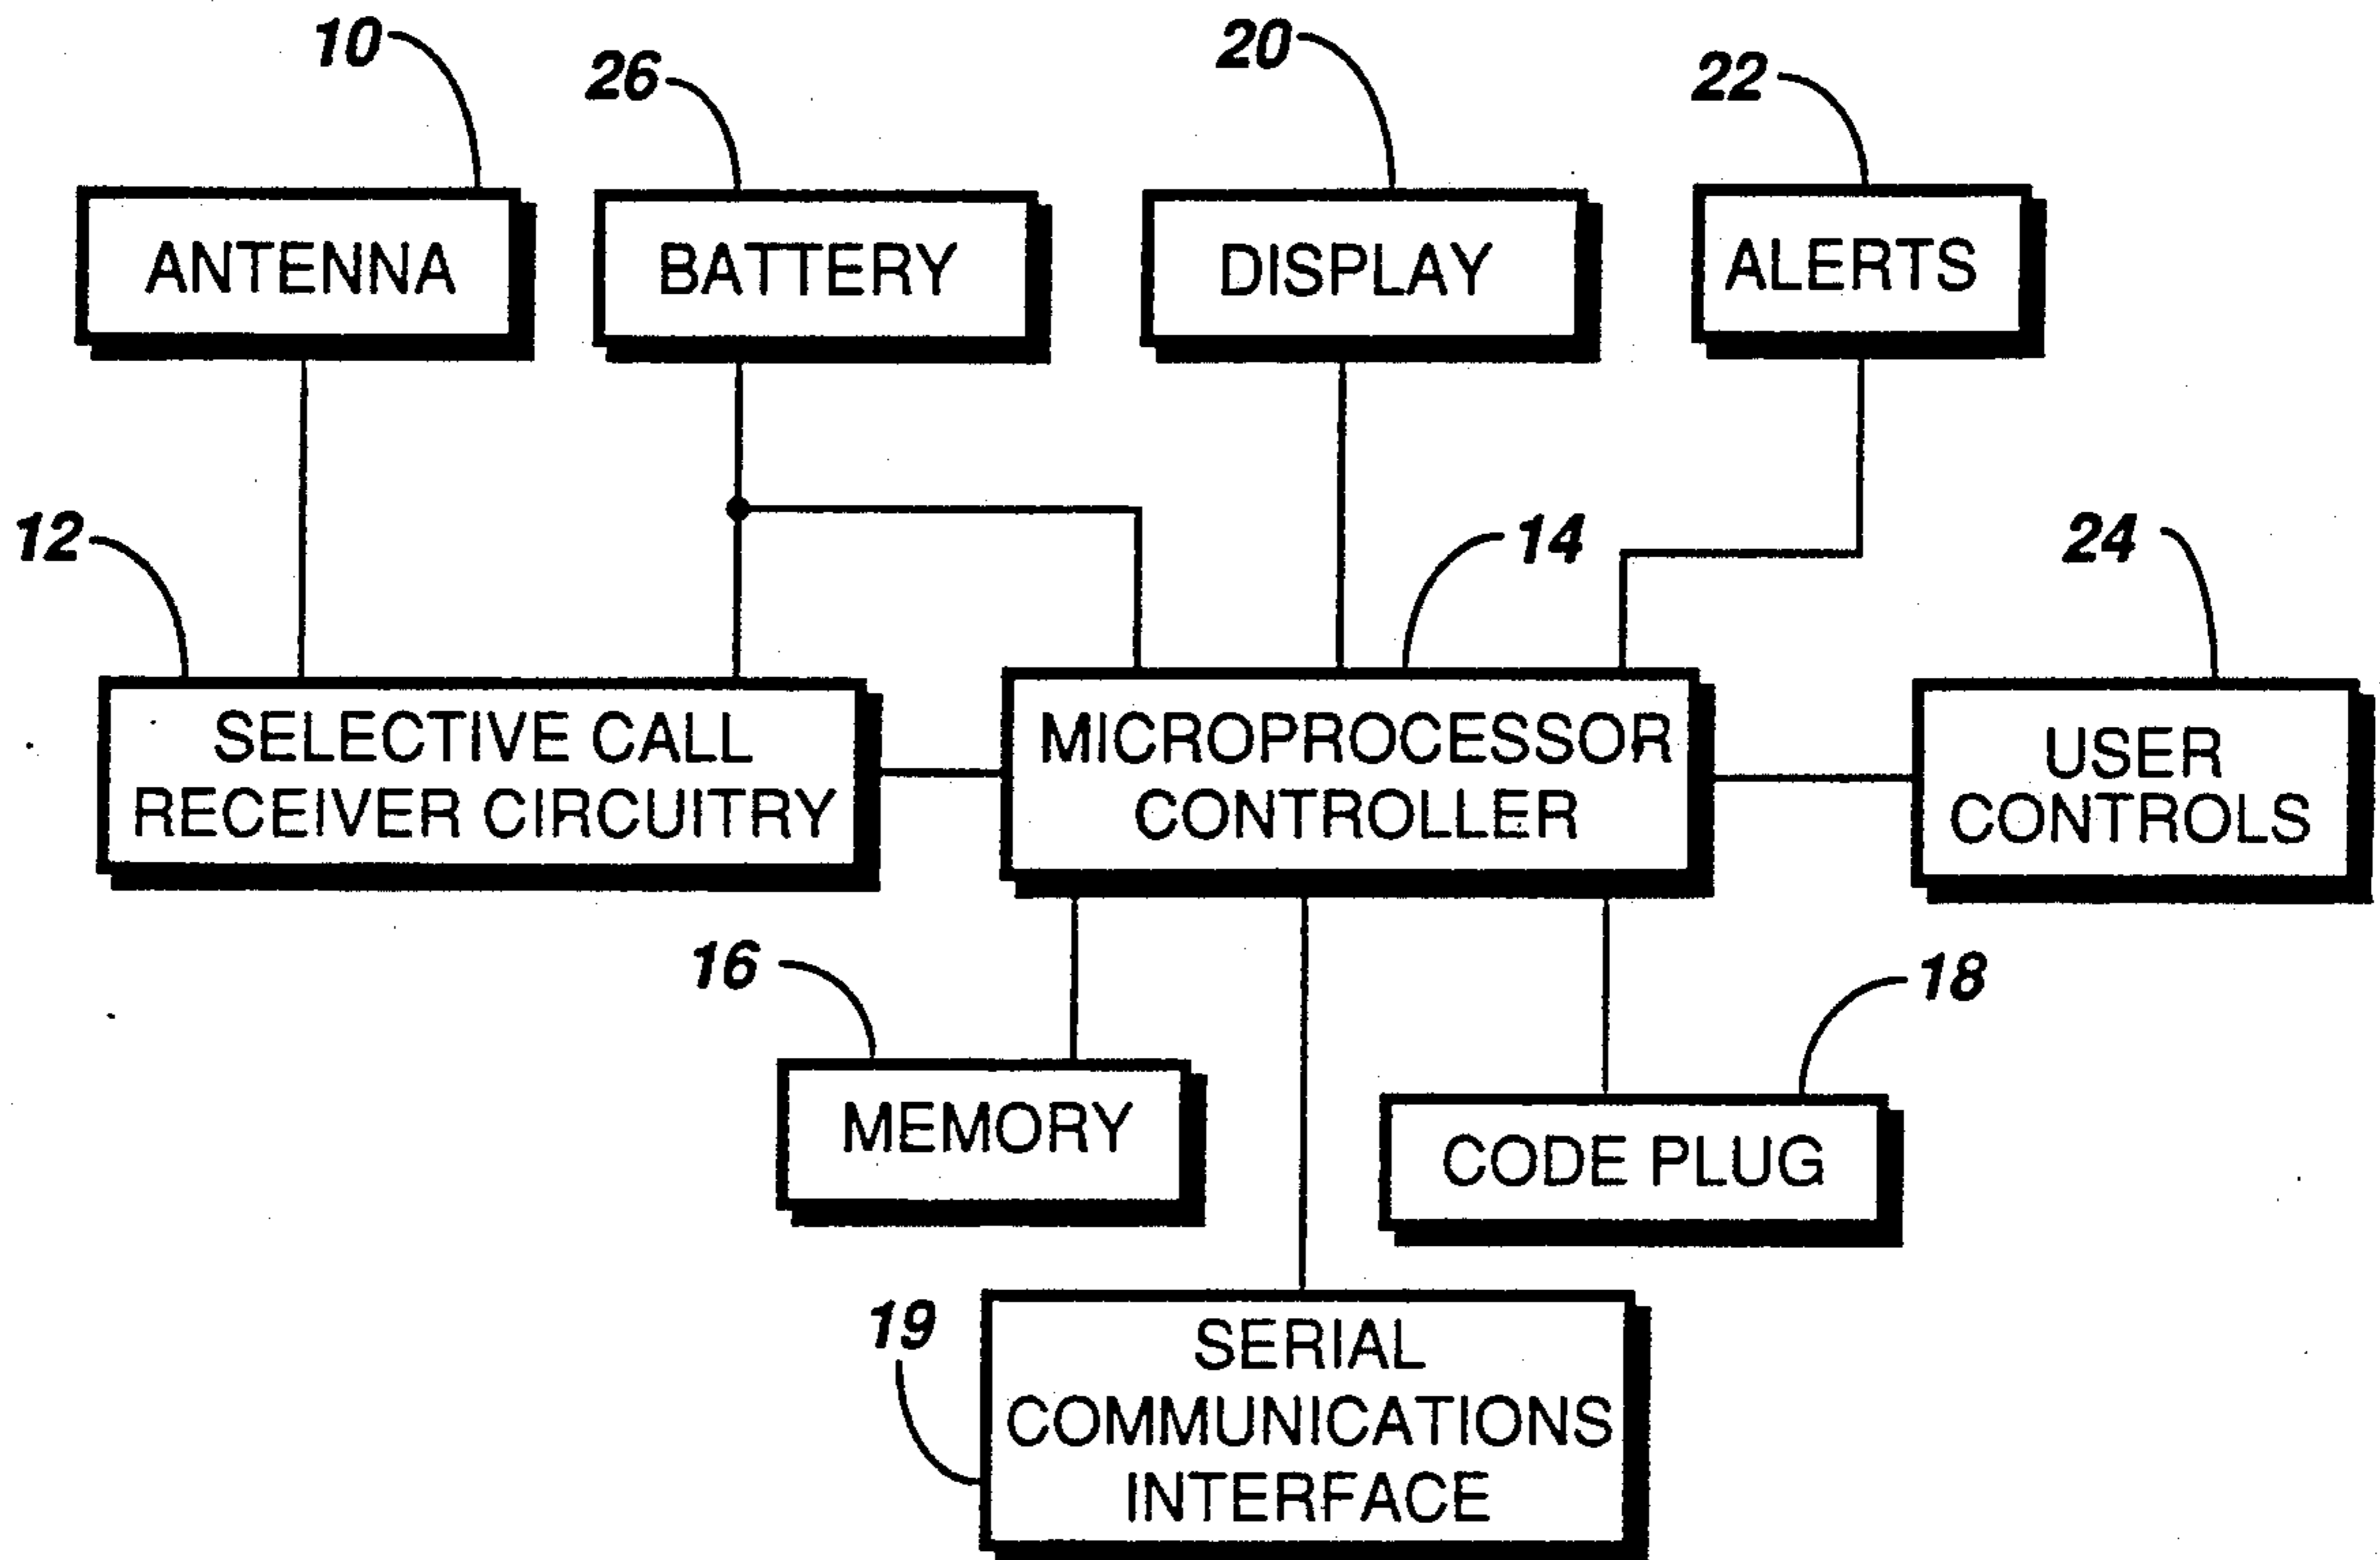 10
26
20
22
ANTENNA
BATTERY
DISPLAY
ALERTS
12
14
24
SELECTIVE CALL
RECEIVER CIRCUITRY
MICROPROCESSOR
CONTROLLER
USER
CONTROLS
16
18
MEMORY
CODE PLUG
19
SERIAL
COMMUNICATIONS
INTERFACE